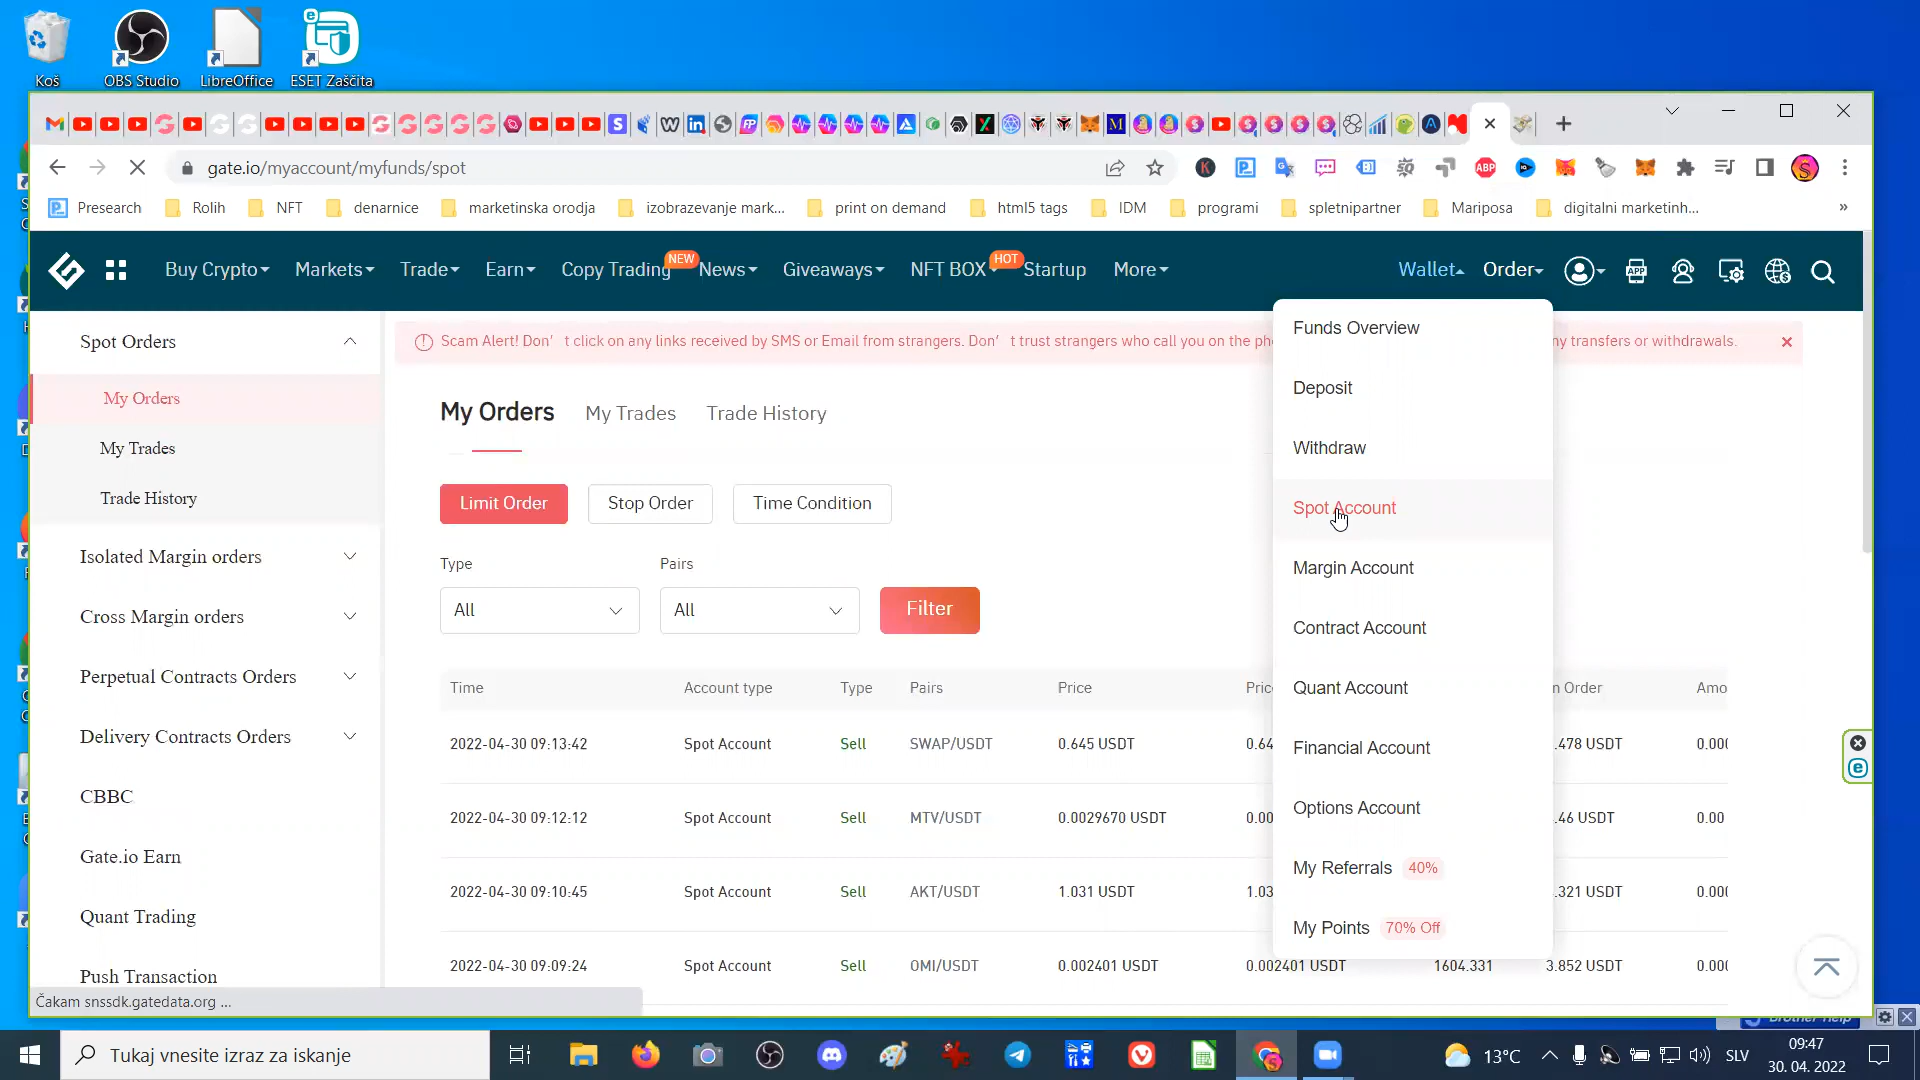 Koš
OBS Studio
LibreOffice
ESET Zaščita
gate.io/myaccount/myfunds/spot
Presearch
Rolih
NFT
denarnice
marketinska orodja
izobrazevanje mark...
print on demand
html5 tags
IDM
programi
spletnipartner
Mariposa
digitalni marketinh...
»
Buy Crypto
Markets
Trade
Earn
Copy Trading
NEW
News
Giveaways
NFT BOX
HOT
Startup
More
Wallet
Order
Spot Orders
My Orders
My Trades
Trade History
Isolated Margin orders
Cross Margin orders
Perpetual Contracts Orders
Delivery Contracts Orders
CBBC
Gate.io Earn
Quant Trading
Push Transaction
Scam Alert! Don' t click on any links received by SMS or Email from strangers. Don' t trust strangers who call you on the
ny transfers or withdrawals.
My Orders
My Trades
Trade History
Limit Order
Stop Order
Time Condition
Type
Pairs
All
All
Filter
Time
Account type
Type
Pairs
Price
Order
2022-04-30 09:13:42
Spot Account
Sell
SWAP/USDT
0.645 USDT
0.64
.478 USDT
0.00
2022-04-30 09:12:12
Spot Account
Sell
MTV/USDT
0.0029670 USDT
0.00
.46 USDT
0.00
2022-04-30 09:10:45
Spot Account
Sell
AKT/USDT
1.031 USDT
1.03
.321 USDT
0.00
2022-04-30 09:09:24
Spot Account
Sell
OMI/USDT
0.002401 USDT
0.002401 USDT
1604.331
3.852 USDT
0.00
Funds Overview
Deposit
Withdraw
Spot Account
Margin Account
Contract Account
Quant Account
Financial Account
Options Account
My Referrals
40%
My Points
70% Off
Čakam snssdk.gatedata.org ...
Tukaj vnesite izraz za iskanje
13°C
SLV
09:47
30. 04. 2022